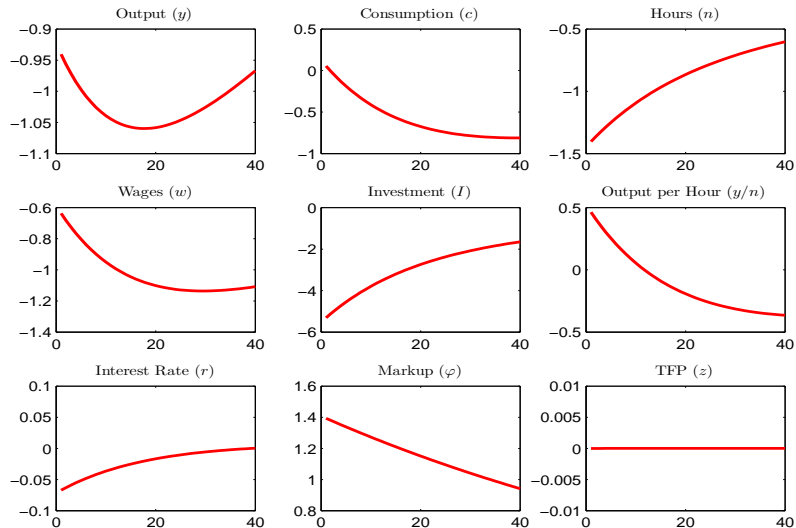 Output (y) Consumption (c) Hours (n)
−0.9 0.5 −0.5
−0.95 0
−1 −1
−1.05 −0.5
−1.1 −1 −1.5
0 20 40 0 20 40 0 20 40
Wages (w) Investment (I) Output per Hour (y/n)
−0.6 0 0.5
−0.8 −2
−1 0
−1.2 −4
−1.4 −6 −0.5
0 20 40 0 20 40 0 20 40
Interest Rate (r) Markup (φ) TFP (z)
0.1 1.6 0.01
0.05 1.4 0.005
0 1.2 0
−0.05 1 −0.005
−0.1 0.8 −0.01
0 20 40 0 20 40 0 20 40